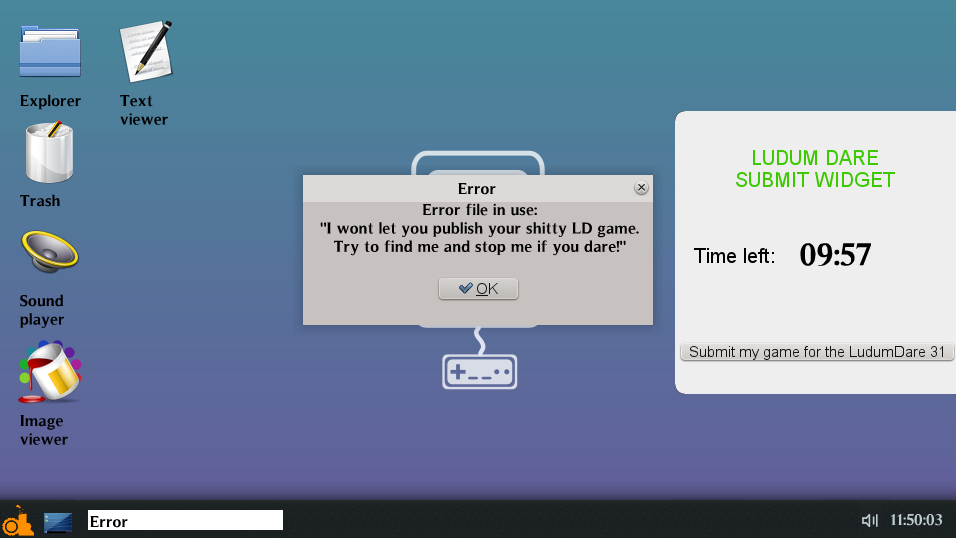 Explorer
Text
viewer
Trash
Sound
player
Image
viewer
Error
Error file in use:
"I wont let you publish your shitty LD game.
Try to find me and stop me if you dare!"
OK
LUDUM DARE
SUBMIT WIDGET
Time left: 09:57
Submit my game for the LudumDare 31
Error
11:50:03